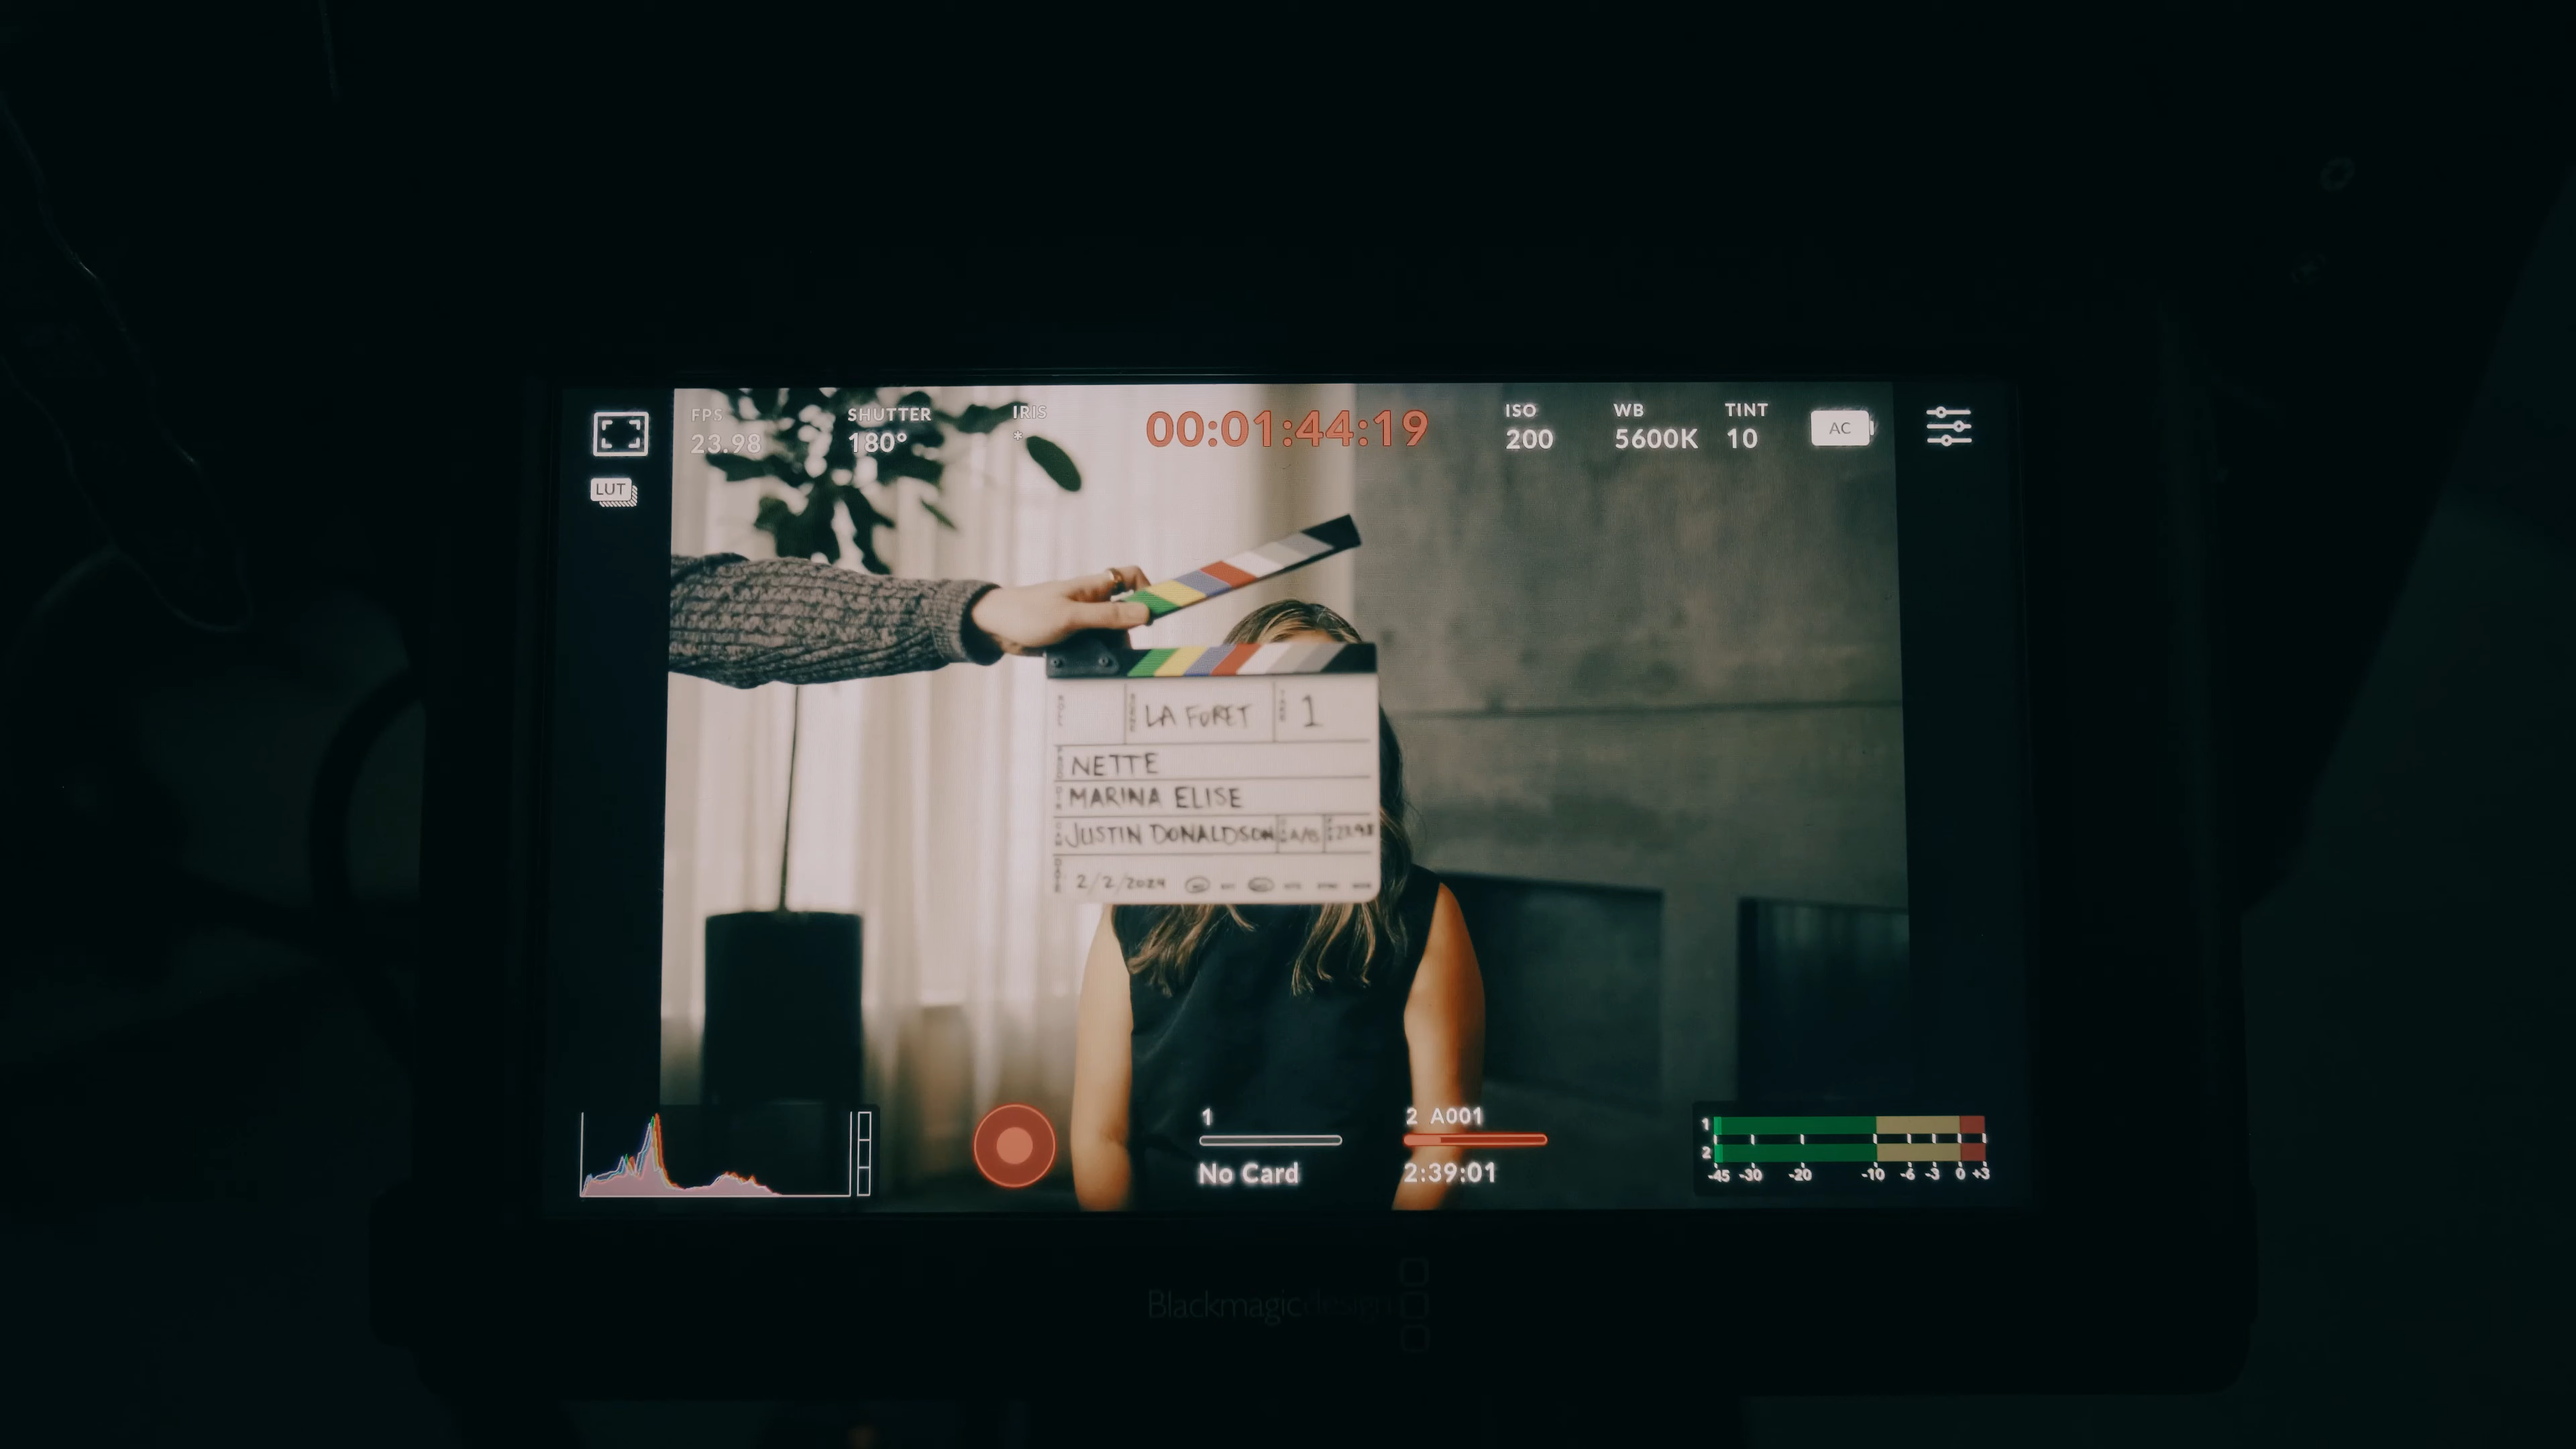 FPS SHUTTER IRIS 00:01:44:19 ISO WB TINT
23.98 180° * 200 5600K 10 AC
LUT
LA FORET 1
NETTE
MARINA ELISE
JUSTIN DONALDSON A/B 23.98
2/2/2024
1 2 A001
No Card 2:39:01
1
2
-45 -30 -20 -10 -6 -3 0 +3
Blackmagicdesign